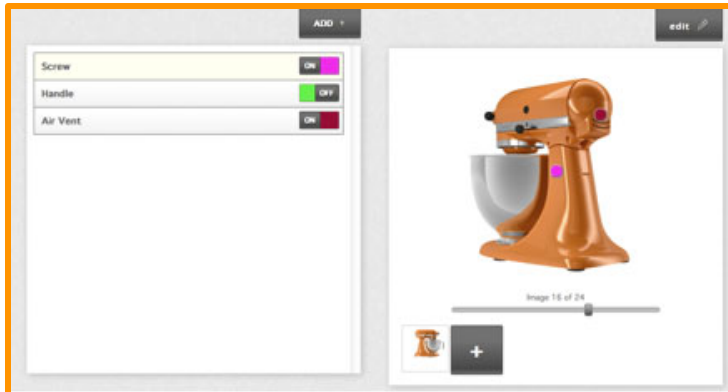 ADD +
edit
Screw
ON
Handle
OFF
Air Vent
ON
Image 16 of 24
+